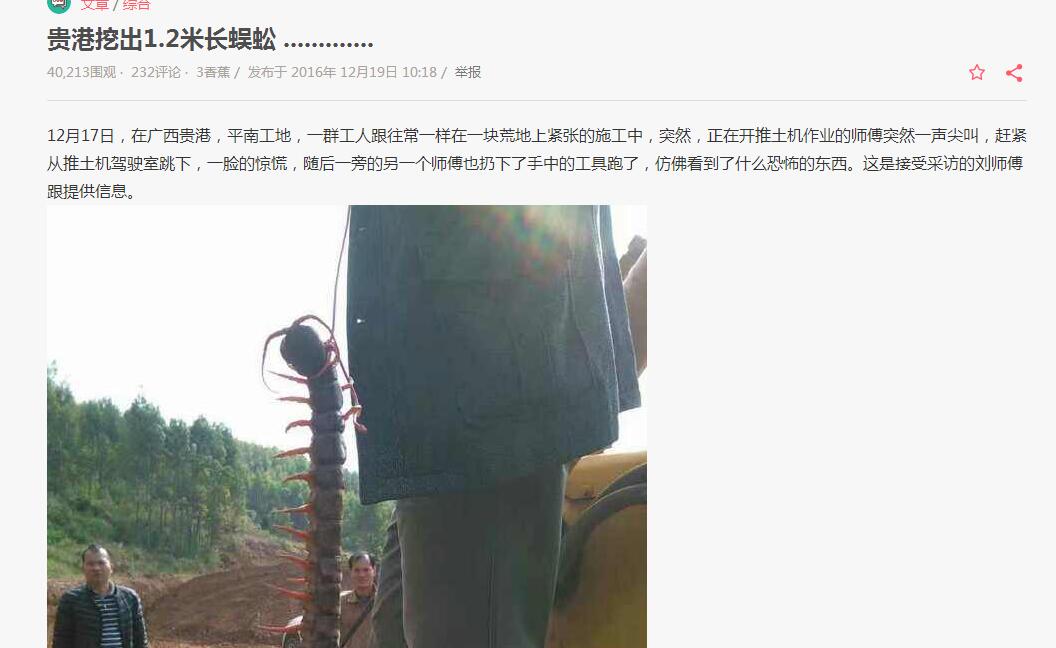 文章 / 综合
贵港挖出1.2米长蜈蚣 .............
40,213围观 · 232评论 · 3香蕉 / 发布于 2016年 12月19日 10:18 / 举报
12月17日，在广西贵港，平南工地，一群工人跟往常一样在一块荒地上紧张的施工中，突然，正在开推土机作业的师傅突然一声尖叫，赶紧
从推土机驾驶室跳下，一脸的惊慌，随后一旁的另一个师傅也扔下了手中的工具跑了，仿佛看到了什么恐怖的东西。这是接受采访的刘师傅
跟提供信息。